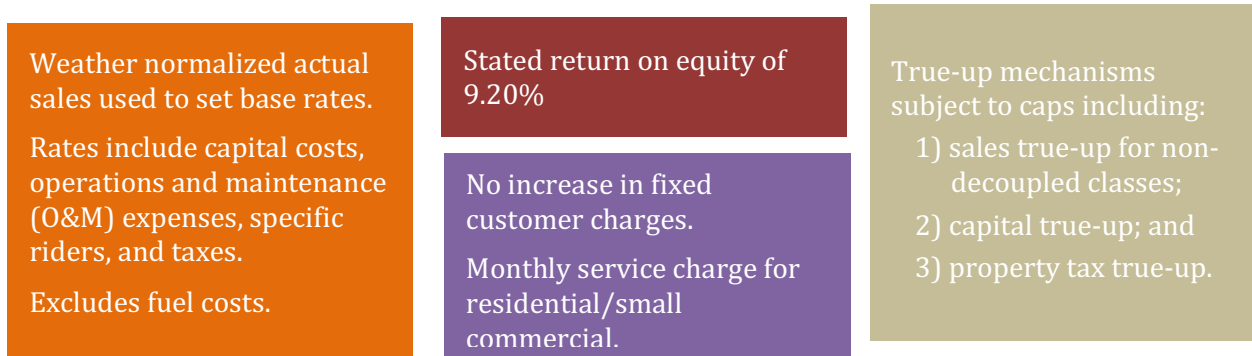 Weather normalized actual
sales used to set base rates.
Rates include capital costs,
operations and maintenance
(O&M) expenses, specific
riders, and taxes.
Excludes fuel costs.
Stated return on equity of
9.20%
No increase in fixed
customer charges.
Monthly service charge for
residential/small
commercial.
True-up mechanisms
subject to caps including:
1) sales true-up for non-
decoupled classes;
2) capital true-up; and
3) property tax true-up.